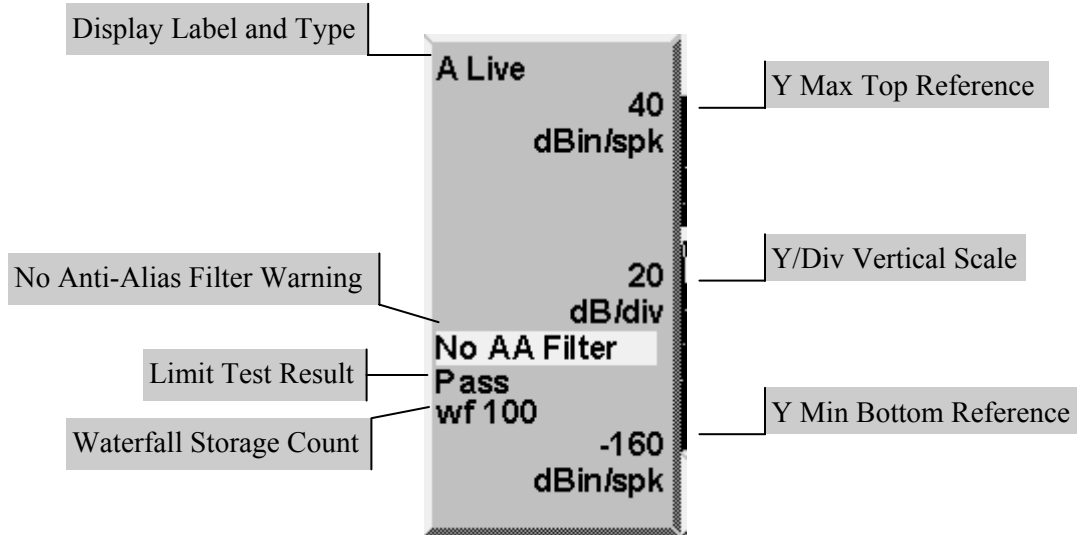 Display Label and Type
A Live
40
dBin/spk
Y Max Top Reference
No Anti-Alias Filter Warning
20
dB/div
Y/Div Vertical Scale
No AA Filter
Limit Test Result
Pass
Waterfall Storage Count
wf 100
-160
dBin/spk
Y Min Bottom Reference